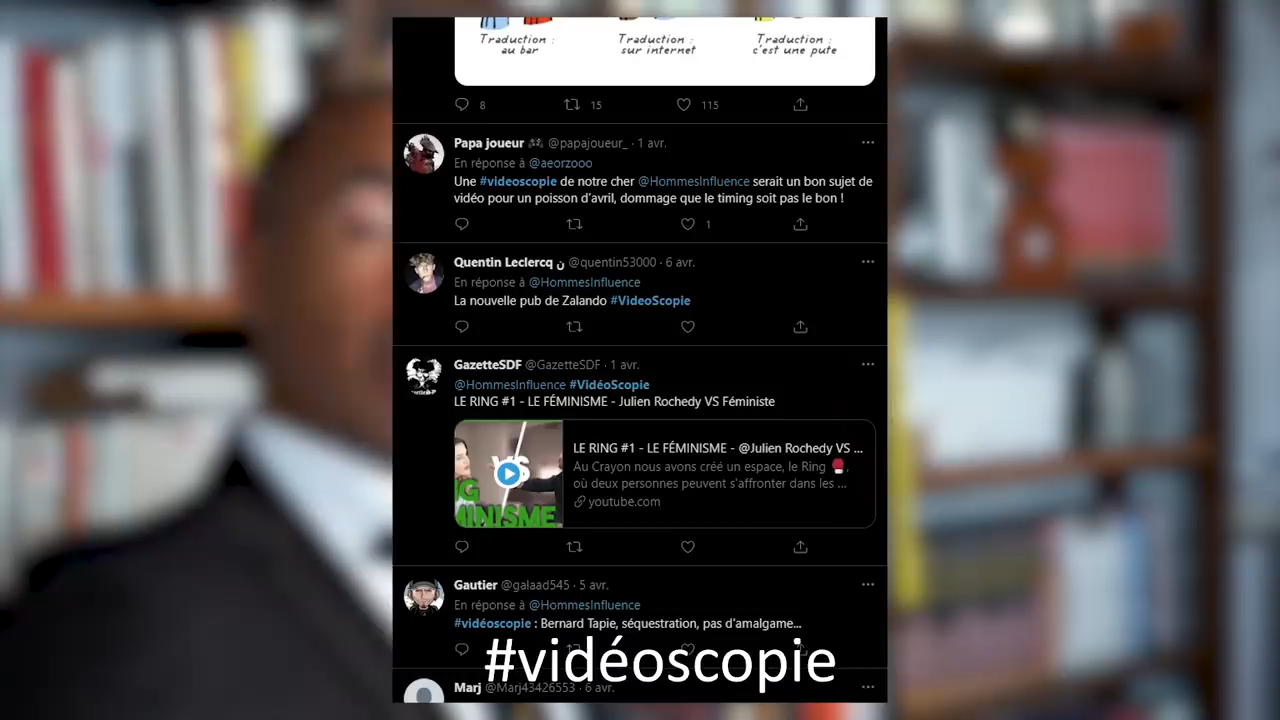 Traduction :
au bar
Traduction :
sur internet
Traduction :
c'est une pute
8
15
115
Papa joueur @papajoueur_ · 1 avr.
En réponse à @aeorzooo
Une #videoscopie de notre cher @HommesInfluence serait un bon sujet de
vidéo pour un poisson d'avril, dommage que le timing soit pas le bon !
1
Quentin Leclercq ن @quentin53000 · 6 avr.
En réponse à @HommesInfluence
La nouvelle pub de Zalando #VideoScopie
GazetteSDF @GazetteSDF · 1 avr.
@HommesInfluence #VidéoScopie
LE RING #1 - LE FÉMINISME - Julien Rochedy VS Féministe
VS
NG
MINISME
LE RING #1 - LE FÉMINISME - @Julien Rochedy VS ...
Au Crayon nous avons créé un espace, le Ring 🥊,
où deux personnes peuvent s'affronter dans les ...
youtube.com
Gautier @galaad545 · 5 avr.
En réponse à @HommesInfluence
#vidéoscopie : Bernard Tapie, séquestration, pas d'amalgame...
#vidéoscopie
Marj @Marj43426553 · 6 avr.